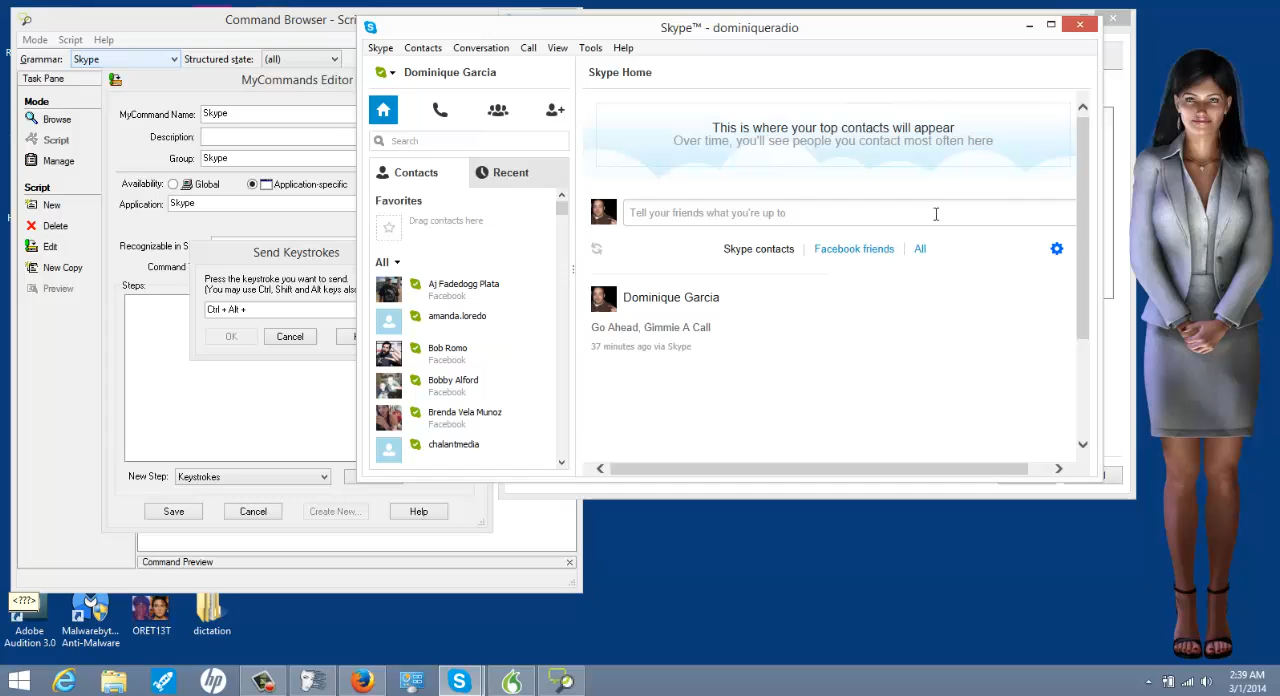 Command Browser - Scri
Mode Script Help
Grammar: Skype Structured state: (all)
Task Pane
MyCommands Editor
Mode
Browse
Script
Manage
Script
New
Delete
Edit
New Copy
Preview
MyCommand Name: Skype
Description:
Group: Skype
Availability: Global Application-specific
Application: Skype
Recognizable in S
Command T
Steps:
Send Keystrokes
Press the keystroke you want to send.
(You may use Ctrl, Shift and Alt keys also
Ctrl + Alt +
OK Cancel
New Step: Keystrokes
Save Cancel Create New... Help
Command Preview
Skype™ - dominiqueradio
Skype Contacts Conversation Call View Tools Help
Dominique Garcia
Search
Contacts Recent
Favorites
Drag contacts here
All
Aj Fadedogg Plata
Facebook
amanda.loredo
Bob Romo
Facebook
Bobby Alford
Facebook
Brenda Vela Munoz
Facebook
chalantmedia
Skype Home
This is where your top contacts will appear
Over time, you'll see people you contact most often here
Tell your friends what you're up to
Skype contacts Facebook friends All
Dominique Garcia
Go Ahead, Gimmie A Call
37 minutes ago via Skype
<???>
Adobe
Audition 3.0
Malwarebyt...
Anti-Malware
ORET13T
dictation
hp
2:39 AM
3/1/2014